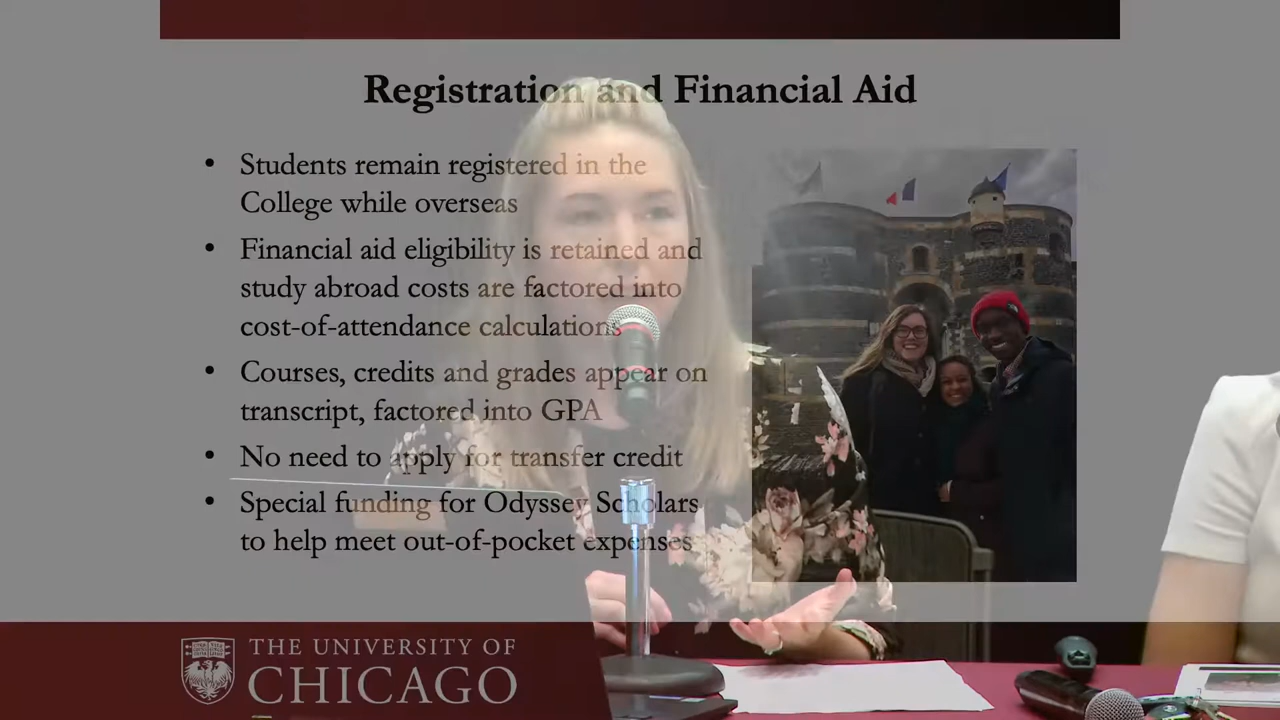 Registration and Financial Aid
• Students remain registered in the
College while overseas
• Financial aid eligibility is retained and
study abroad costs are factored into
cost-of-attendance calculations
• Courses, credits and grades appear on
transcript, factored into GPA
• No need to apply for transfer credit
• Special funding for Odyssey Scholars
to help meet out-of-pocket expenses
THE UNIVERSITY OF
CHICAGO